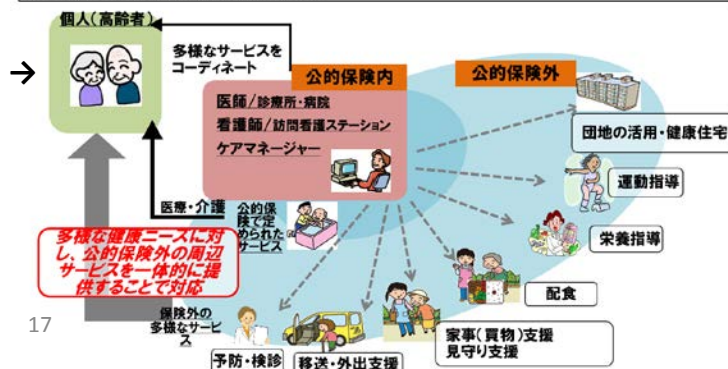 個人(高齢者)
→
多様なサービスを
コーディネート
公的保険内
公的保険外
医師/診療所・病院
看護師/訪問看護ステーション
ケアマネージャー
団地の活用・健康住宅
運動指導
栄養指導
配食
家事(買物)支援
見守り支援
移送・外出支援
予防・検診
医療・介護
公的保
険で定
められた
サービス
多様な健康ニーズに対
し、公的保険外の周辺
サービスを一体的に提
供することで対応
保険外の
多様なサービ
ス
17